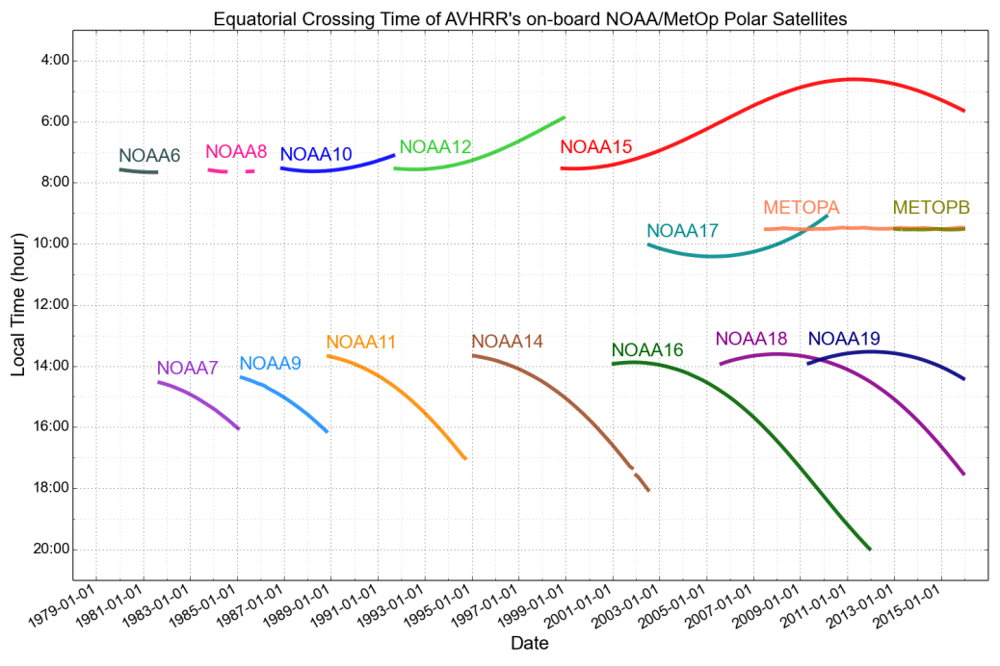 Equatorial Crossing Time of AVHRR's on-board NOAA/MetOp Polar Satellites
4:00
6:00
8:00
10:00
12:00
14:00
16:00
18:00
20:00
Local Time (hour)
NOAA6
NOAA8
NOAA10
NOAA12
NOAA15
METOPA
METOPB
NOAA17
NOAA7
NOAA9
NOAA11
NOAA14
NOAA16
NOAA18
NOAA19
1979-01-01
1981-01-01
1983-01-01
1985-01-01
1987-01-01
1989-01-01
1991-01-01
1993-01-01
1995-01-01
1997-01-01
1999-01-01
2001-01-01
2003-01-01
2005-01-01
2007-01-01
2009-01-01
2011-01-01
2013-01-01
2015-01-01
Date